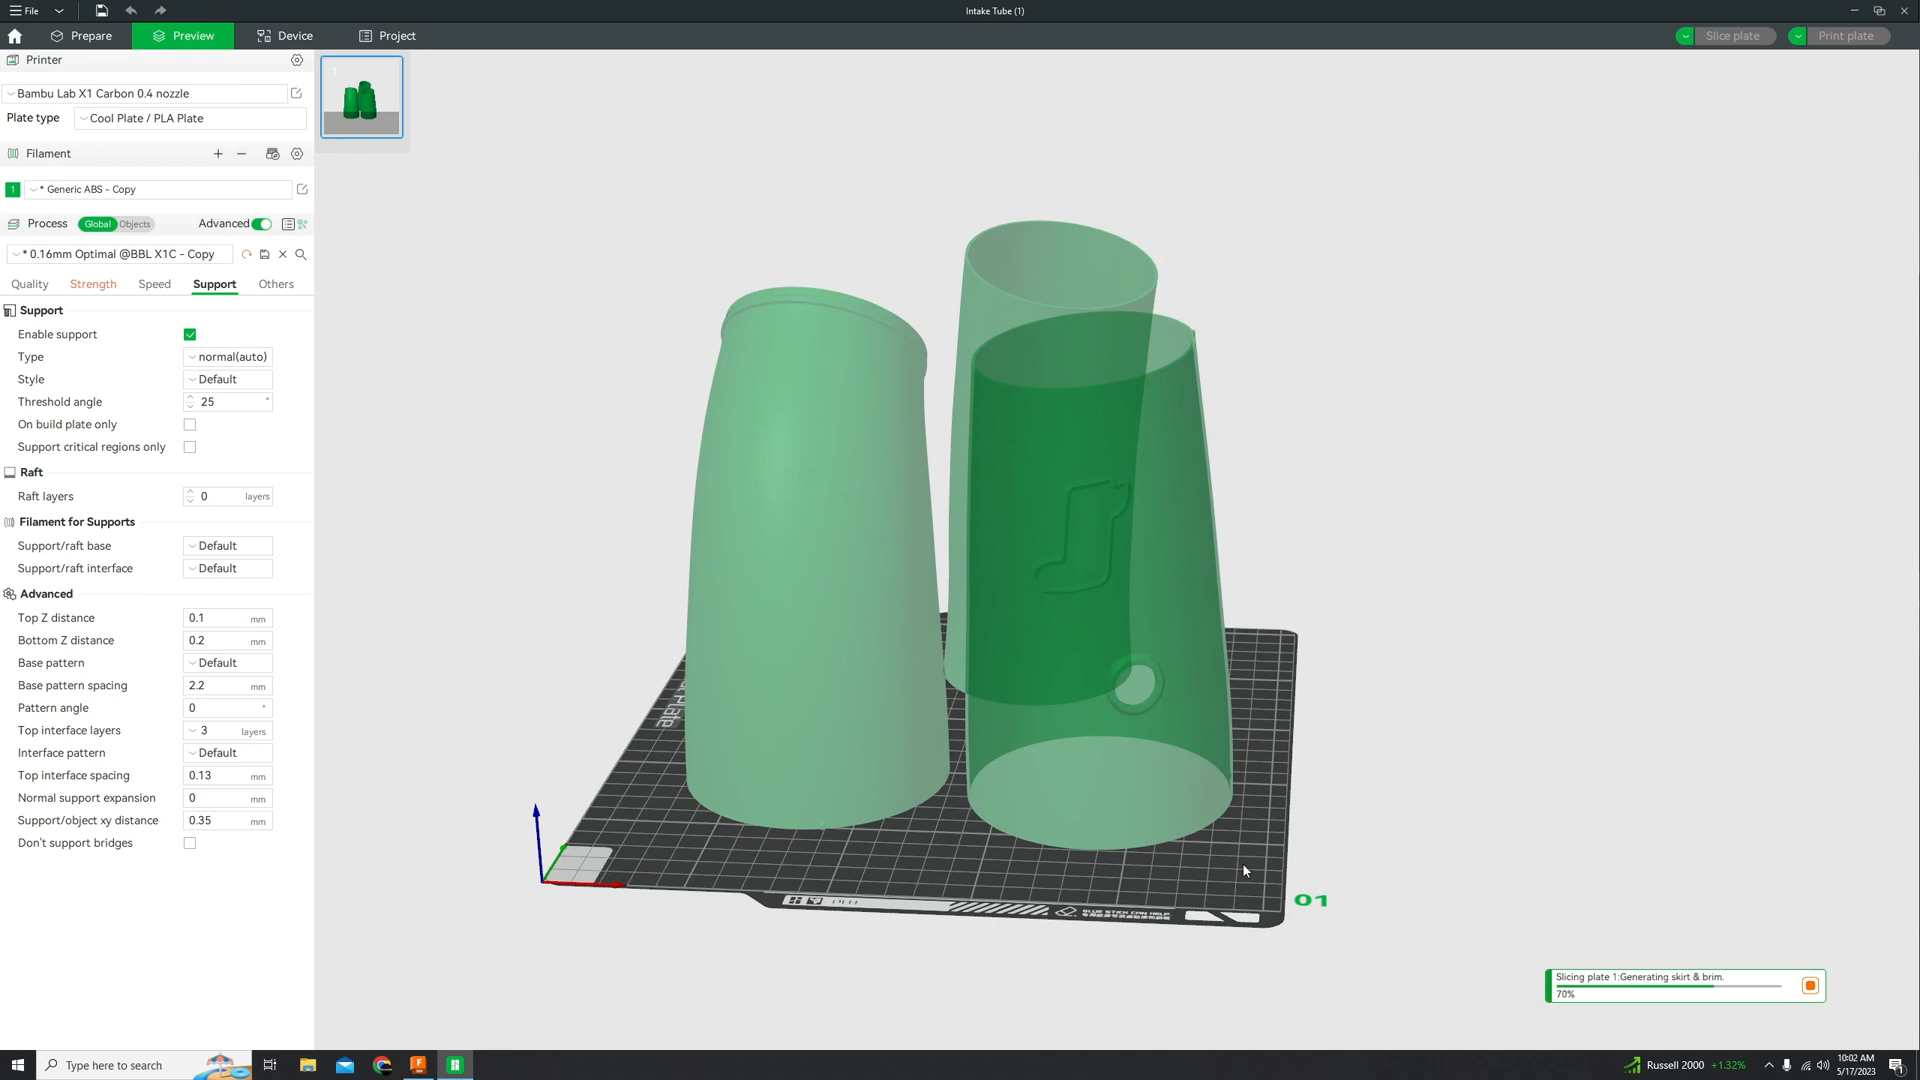 File
Intake Tube (1)
Prepare
Preview
Device
Project
Slice plate
Print plate
Printer
Bambu Lab X1 Carbon 0.4 nozzle
Plate type
Cool Plate / PLA Plate
1
Filament
1
* Generic ABS - Copy
Process
Global
Objects
Advanced
* 0.16mm Optimal @BBL X1C - Copy
Quality
Strength
Speed
Support
Others
Support
Enable support
Type normal(auto)
Style Default
Threshold angle 25 °
On build plate only
Support critical regions only
Raft
Raft layers 0 layers
Filament for Supports
Support/raft base Default
Support/raft interface Default
Advanced
Top Z distance 0.1 mm
Bottom Z distance 0.2 mm
Base pattern Default
Base pattern spacing 2.2 mm
Pattern angle 0 °
Top interface layers 3 layers
Interface pattern Default
Top interface spacing 0.13 mm
Normal support expansion 0 mm
Support/object xy distance 0.35 mm
Don't support bridges
BLUE STICK CAN HELP.
01
Slicing plate 1:Generating skirt & brim.
70%
Type here to search
Russell 2000 +1.32%
10:02 AM
5/17/2023